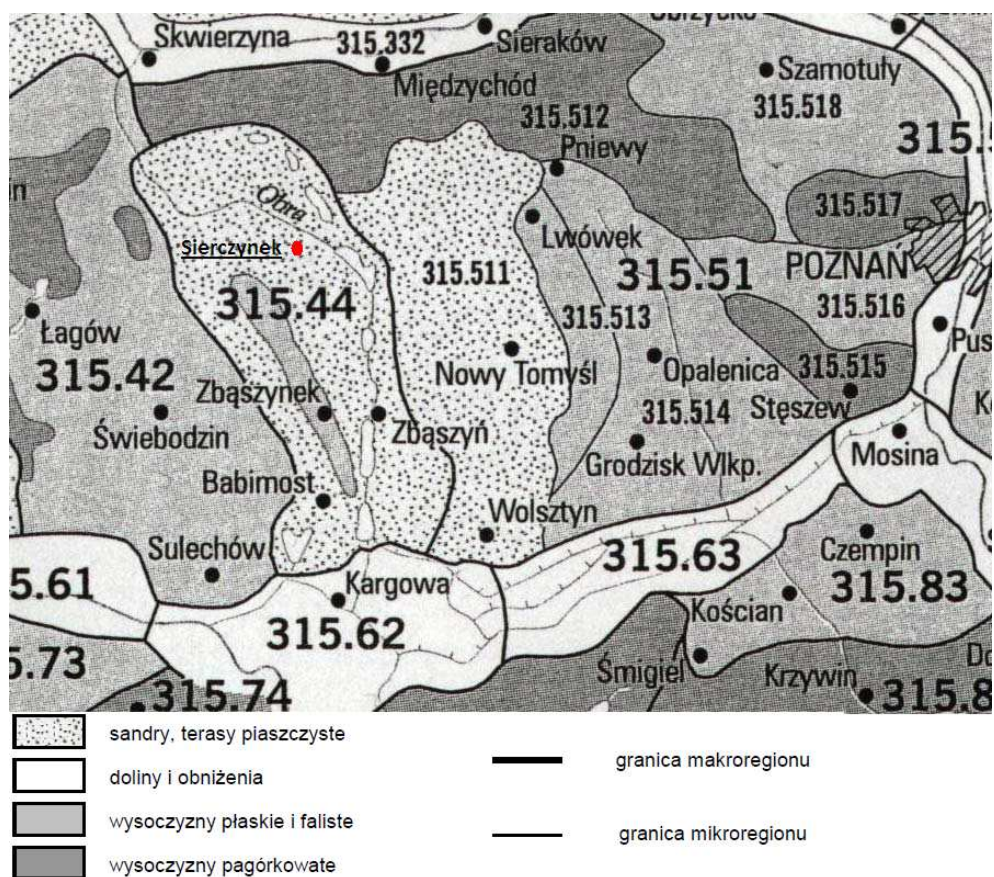 Skwierzyna
315.332
Sieraków
Międzychód
Szamotuły
315.518
315.512
Pniewy
315.5
315.517
Obra
Sierczynek
Lwówek
315.51
POZNAŃ
315.511
315.44
315.516
315.513
Łagów
Pus
315.42
Nowy Tomyśl
Opalenica
315.515
Zbąszynek
315.514
Stęszew
Świebodzin
Zbąszyń
Grodzisk Wlkp.
Mosina
Babimost
Wolsztyn
Sulechów
315.63
Czempin
5.61
Kargowa
315.83
Kościan
315.62
5.73
Śmigiel
Krzywin
315.74
315.8
sandry, terasy piaszczyste
granica makroregionu
doliny i obniżenia
wysoczyzny płaskie i faliste
granica mikroregionu
wysoczyzny pagórkowate